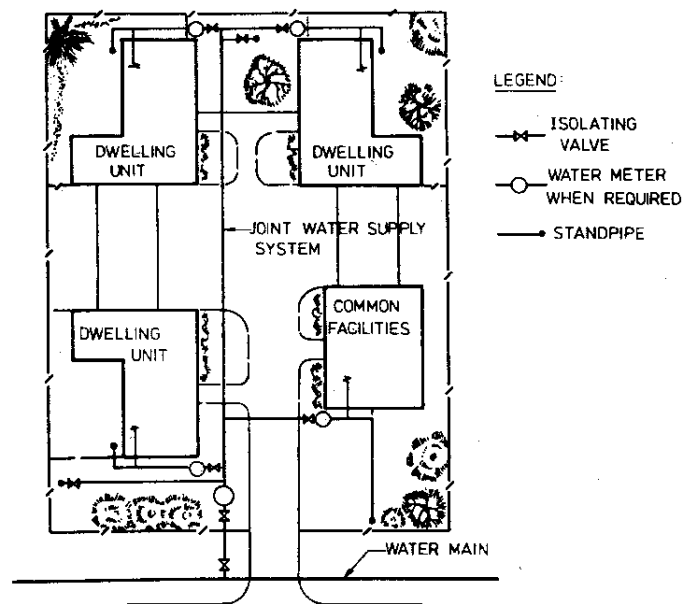 LEGEND:
ISOLATING
VALVE
WATER METER
WHEN REQUIRED
STANDPIPE
DWELLING
UNIT
DWELLING
UNIT
JOINT WATER SUPPLY
SYSTEM
DWELLING
UNIT
COMMON
FACILITIES
WATER MAIN